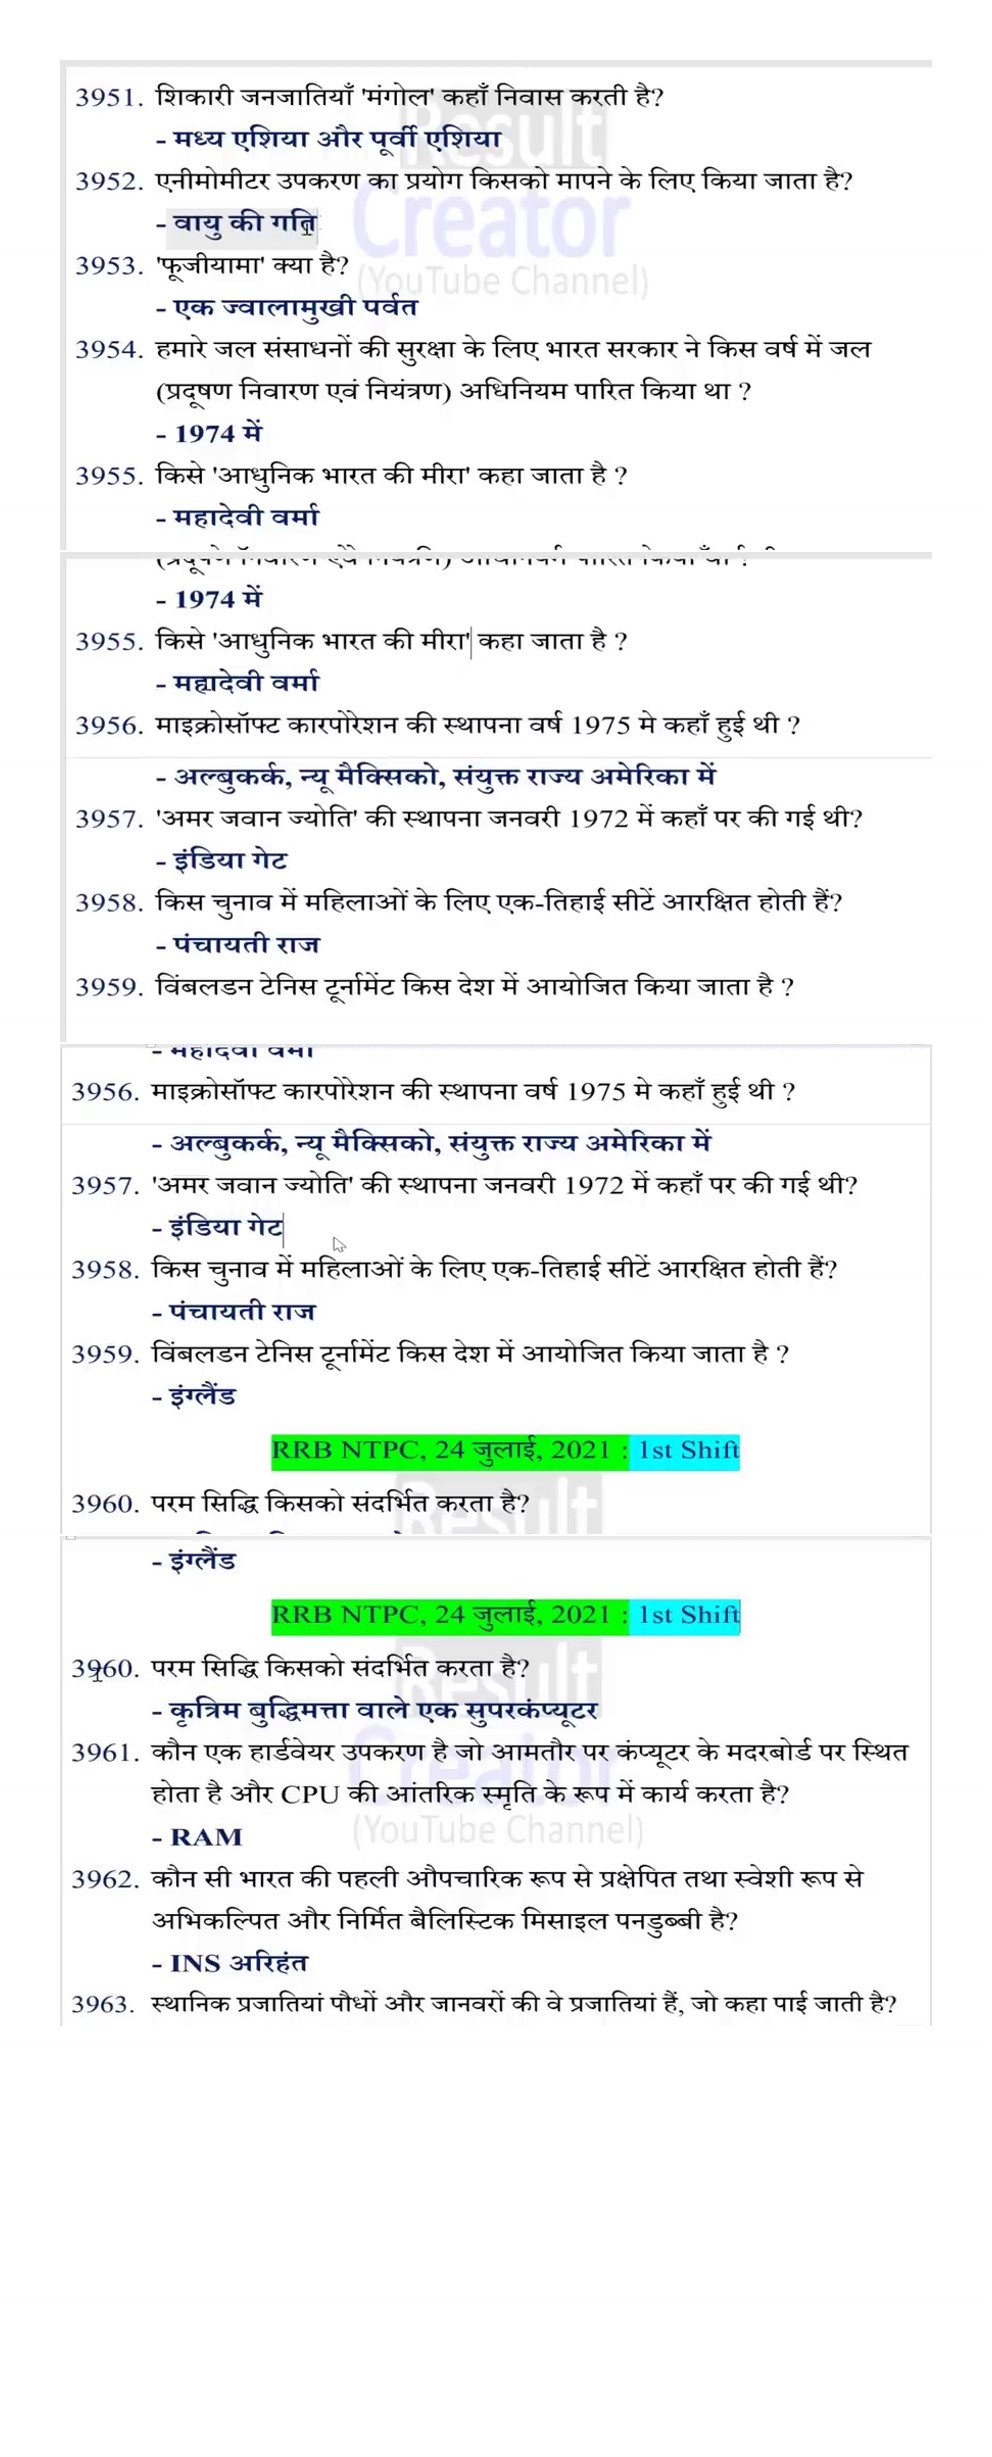 3951. शिकारी जनजातियाँ 'मंगोल' कहाँ निवास करती है?
- मध्य एशिया और पूर्वी एशिया
3952. एनीमोमीटर उपकरण का प्रयोग किसको मापने के लिए किया जाता है?
- वायु की गति
3953. 'फूजीयामा' क्या है?
- एक ज्वालामुखी पर्वत
3954. हमारे जल संसाधनों की सुरक्षा के लिए भारत सरकार ने किस वर्ष में जल
(प्रदूषण निवारण एवं नियंत्रण) अधिनियम पारित किया था ?
- 1974 में
3955. किसे 'आधुनिक भारत की मीरा' कहा जाता है ?
- महादेवी वर्मा
- 1974 में
3955. किसे 'आधुनिक भारत की मीरा' कहा जाता है ?
- महादेवी वर्मा
3956. माइक्रोसॉफ्ट कारपोरेशन की स्थापना वर्ष 1975 मे कहाँ हुई थी ?
- अल्बुकर्क, न्यू मैक्सिको, संयुक्त राज्य अमेरिका में
3957. 'अमर जवान ज्योति' की स्थापना जनवरी 1972 में कहाँ पर की गई थी?
- इंडिया गेट
3958. किस चुनाव में महिलाओं के लिए एक-तिहाई सीटें आरक्षित होती हैं?
- पंचायती राज
3959. विंबलडन टेनिस टूर्नामेंट किस देश में आयोजित किया जाता है ?
- महादेवी वर्मा
3956. माइक्रोसॉफ्ट कारपोरेशन की स्थापना वर्ष 1975 मे कहाँ हुई थी ?
- अल्बुकर्क, न्यू मैक्सिको, संयुक्त राज्य अमेरिका में
3957. 'अमर जवान ज्योति' की स्थापना जनवरी 1972 में कहाँ पर की गई थी?
- इंडिया गेट
3958. किस चुनाव में महिलाओं के लिए एक-तिहाई सीटें आरक्षित होती हैं?
- पंचायती राज
3959. विंबलडन टेनिस टूर्नामेंट किस देश में आयोजित किया जाता है ?
- इंग्लैंड
RRB NTPC, 24 जुलाई, 2021 : 1st Shift
3960. परम सिद्धि किसको संदर्भित करता है?
- इंग्लैंड
RRB NTPC, 24 जुलाई, 2021 : 1st Shift
3960. परम सिद्धि किसको संदर्भित करता है?
- कृत्रिम बुद्धिमत्ता वाले एक सुपरकंप्यूटर
3961. कौन एक हार्डवेयर उपकरण है जो आमतौर पर कंप्यूटर के मदरबोर्ड पर स्थित
होता है और CPU की आंतरिक स्मृति के रूप में कार्य करता है?
- RAM
3962. कौन सी भारत की पहली औपचारिक रूप से प्रक्षेपित तथा स्वेशी रूप से
अभिकल्पित और निर्मित बैलिस्टिक मिसाइल पनडुब्बी है?
- INS अरिहंत
3963. स्थानिक प्रजातियां पौधों और जानवरों की वे प्रजातियां हैं, जो कहा पाई जाती है?
Result
Creator
(YouTube Channel)
Result
Result
Creator
(YouTube Channel)